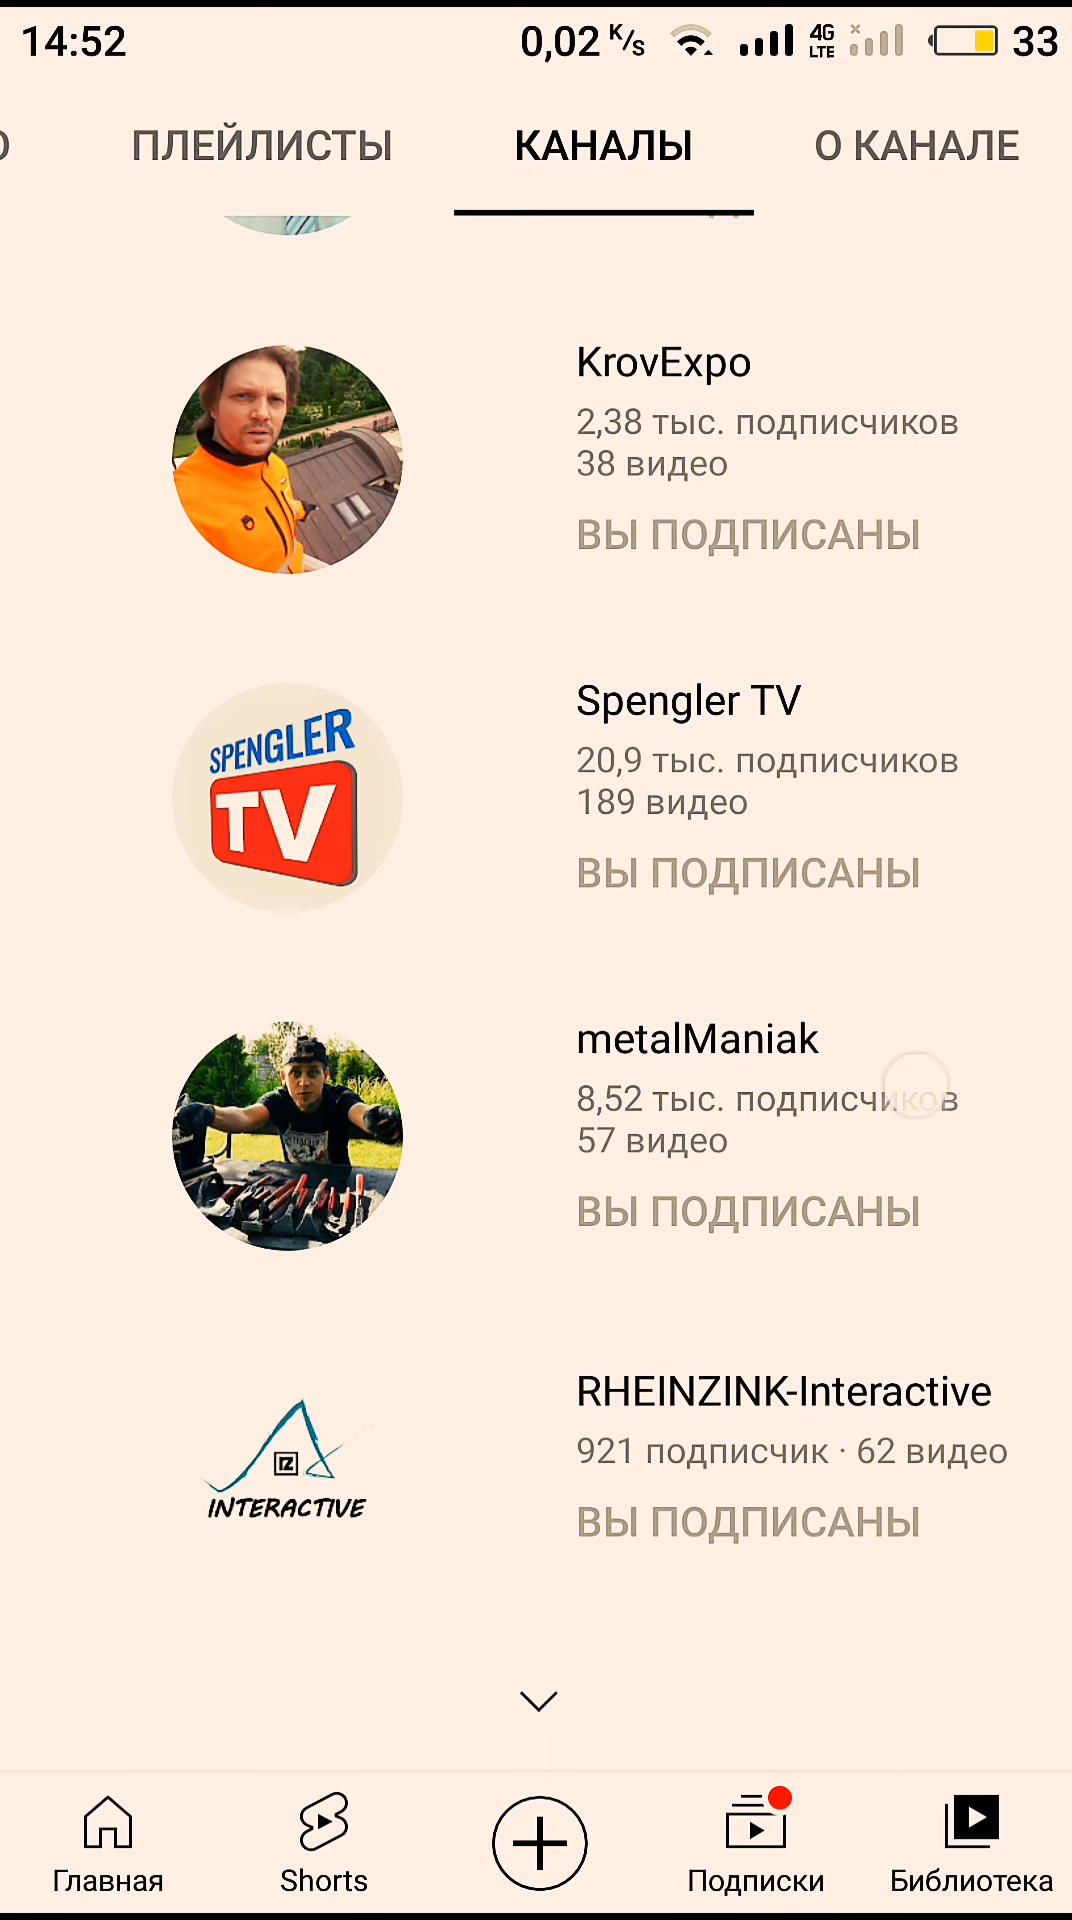 14:52 0,02 K/s 4G LTE 33
О ПЛЕЙЛИСТЫ КАНАЛЫ О КАНАЛЕ
KrovExpo
2,38 тыс. подписчиков
38 видео
ВЫ ПОДПИСАНЫ
SPENGLER
TV
Spengler TV
20,9 тыс. подписчиков
189 видео
ВЫ ПОДПИСАНЫ
metalManiak
8,52 тыс. подписчиков
57 видео
ВЫ ПОДПИСАНЫ
RZ
INTERACTIVE
RHEINZINK-Interactive
921 подписчик · 62 видео
ВЫ ПОДПИСАНЫ
Главная Shorts Подписки Библиотека